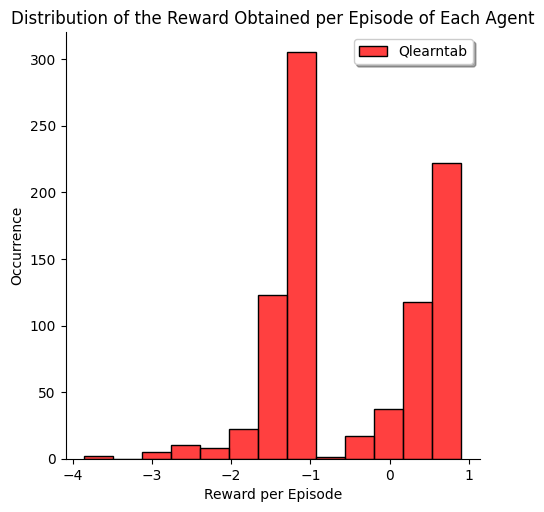 Distribution of the Reward Obtained per Episode of Each Agent
Qlearntab
300
250
200
150
100
50
0
Occurrence
−4 −3 −2 −1 0 1
Reward per Episode